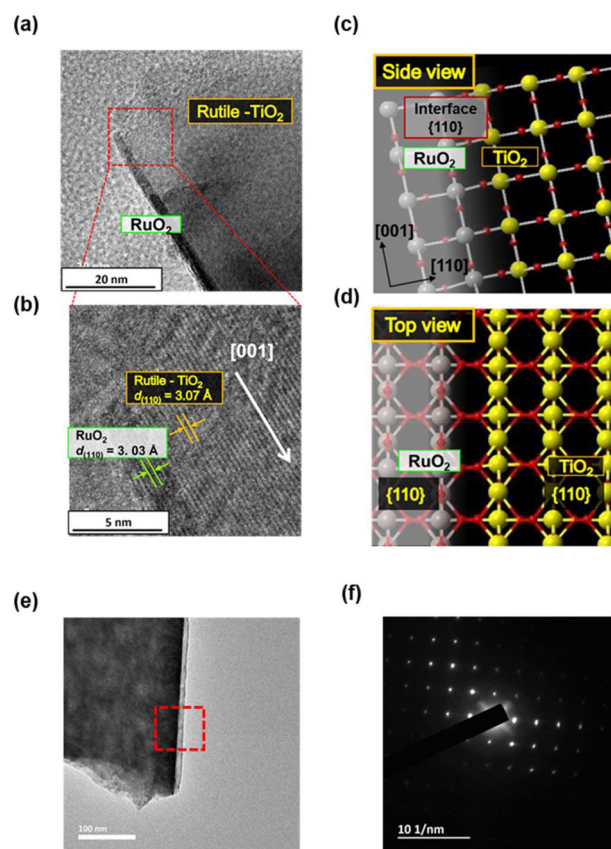 (a)
Rutile -TiO2
RuO2
20 nm
(b)
[001]
Rutile - TiO2
d(110) = 3.07 Å
RuO2
d(110) = 3. 03 Å
5 nm
(c)
Side view
Interface
{110}
RuO2
TiO2
[001]
[110]
(d)
Top view
RuO2
TiO2
{110}
{110}
(e)
100 nm
(f)
10 1/nm